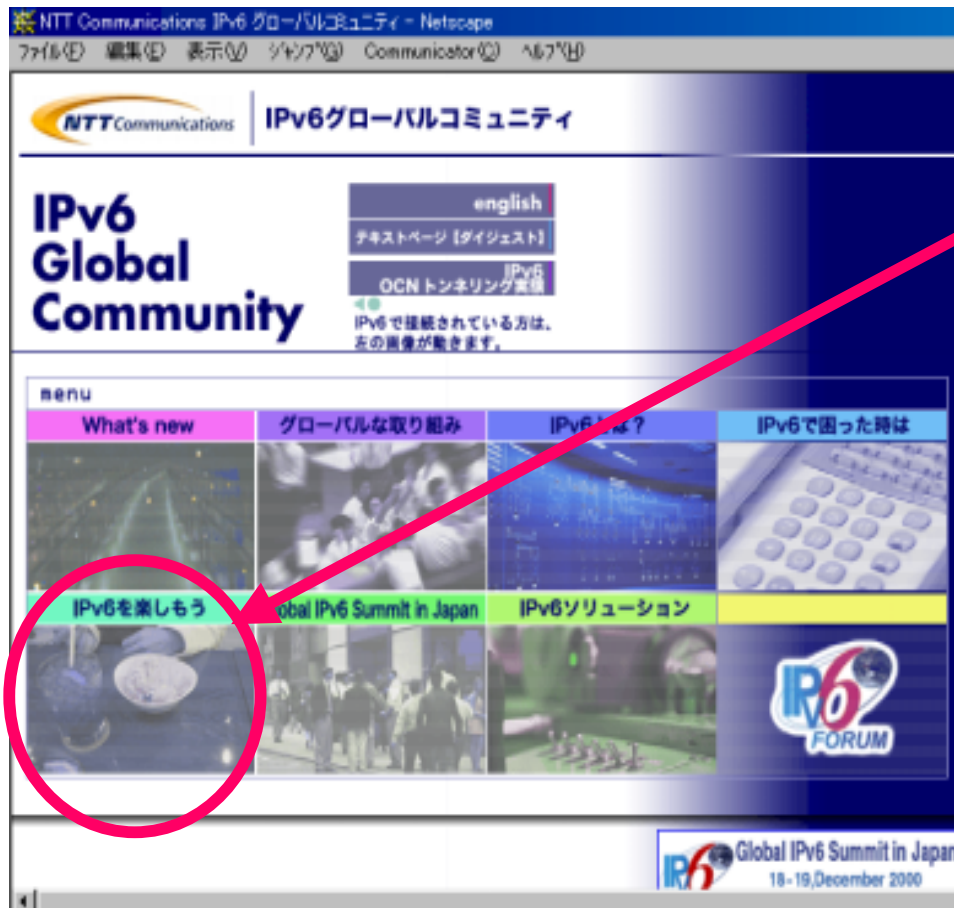 NTT Communications IPv6 グローバルコミュニティ - Netscape
ファイル(F) 編集(E) 表示(V) ジャンプ(G) Communicator(C) ヘルプ(H)
NTT Communications IPv6グローバルコミュニティ
IPv6
Global
Community
english
テキストページ【ダイジェスト】
IPv6
OCN トンネリング実験
IPv6で接続されている方は、
左の画像が動きます。
menu
What's new グローバルな取り組み IPv6とは？ IPv6で困った時は
IPv6を楽しもう obal IPv6 Summit in Japan IPv6ソリューション
IPv6
FORUM
IPv6 Global IPv6 Summit in Japan
18-19,December 2000